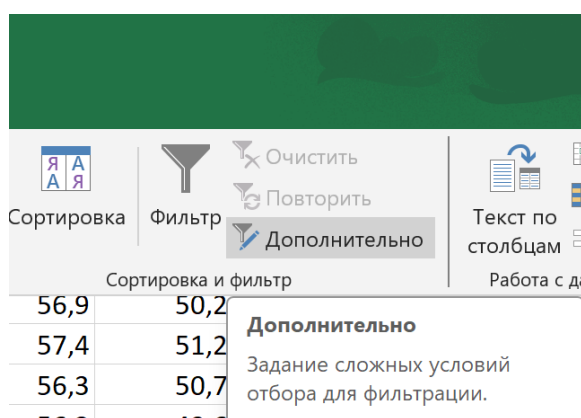 Я А
А Я
Сортировка
Фильтр
Очистить
Повторить
Дополнительно
Текст по
столбцам
Сортировка и фильтр
Работа с
56,9 50,2
57,4 51,2
56,3 50,7
Дополнительно
Задание сложных условий
отбора для фильтрации.